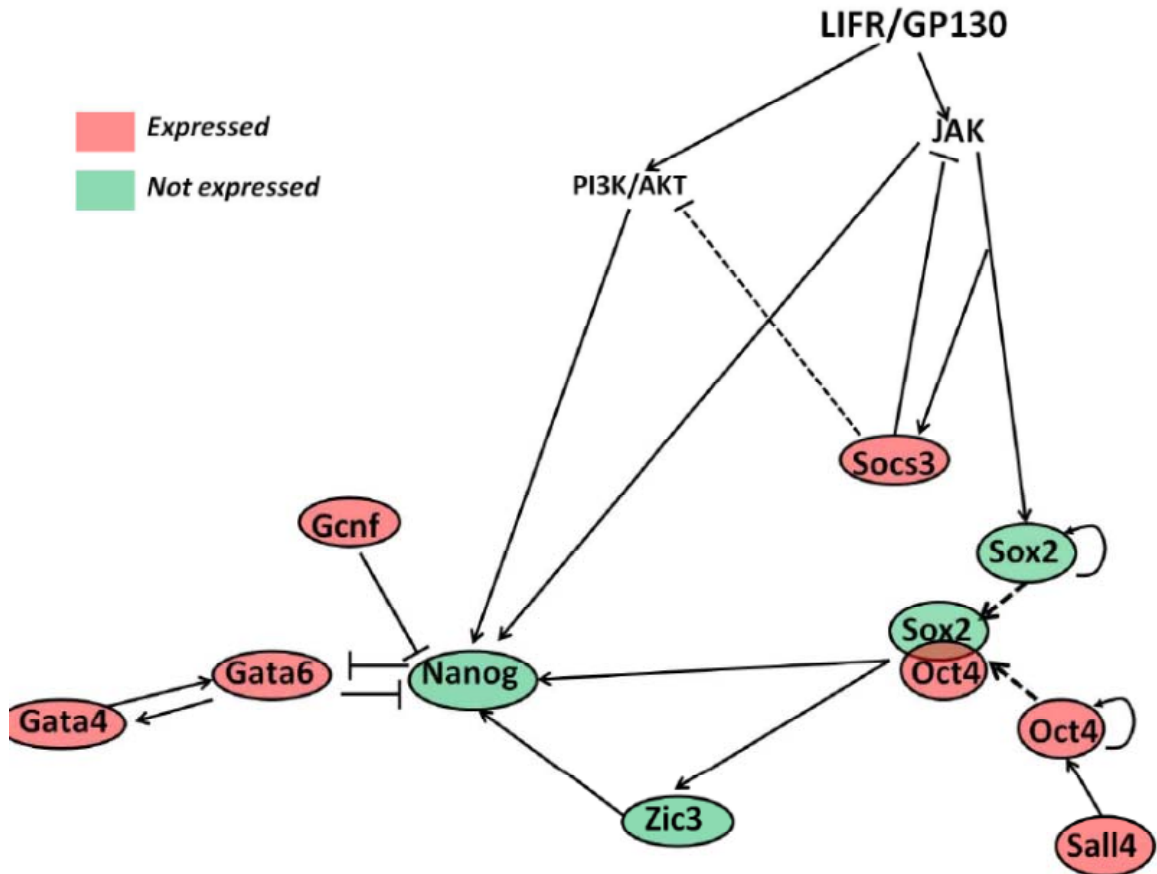 LIFR/GP130
Expressed
JAK
Not expressed
PI3K/AKT
Socs3
Gcnf
Sox2
Sox2
Gata6
Nanog
Oct4
Gata4
Oct4
Zic3
Sall4